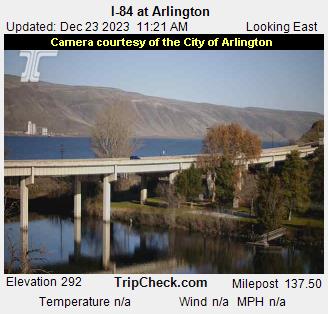 I-84 at Arlington
Updated: Dec 23 2023 11:21 AM Looking East
Camera courtesy of the City of Arlington
Elevation 292 TripCheck.com Milepost 137.50
Temperature n/a Wind n/a MPH n/a